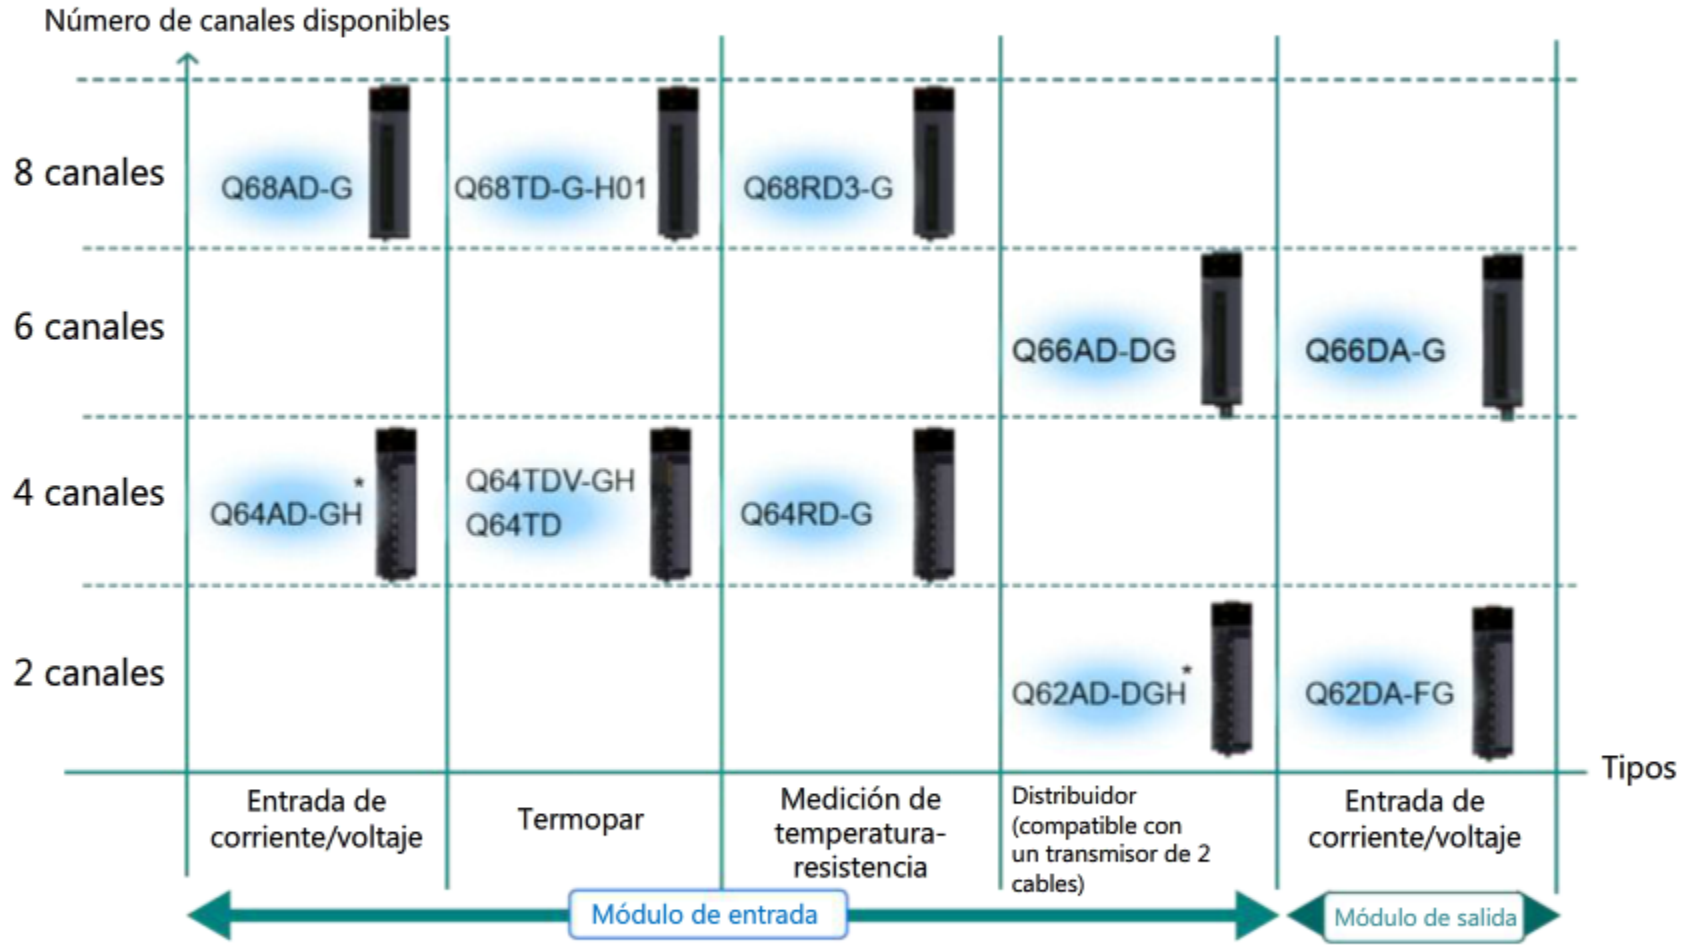 Número de canales disponibles
8 canales
Q68AD-G
Q68TD-G-H01
Q68RD3-G
6 canales
Q66AD-DG
Q66DA-G
4 canales
Q64AD-GH*
Q64TDV-GH
Q64TD
Q64RD-G
2 canales
Q62AD-DGH*
Q62DA-FG
Tipos
Entrada de
corriente/voltaje
Termopar
Medición de
temperatura-
resistencia
Distribuidor
(compatible con
un transmisor de 2
cables)
Entrada de
corriente/voltaje
Módulo de entrada
Módulo de salida